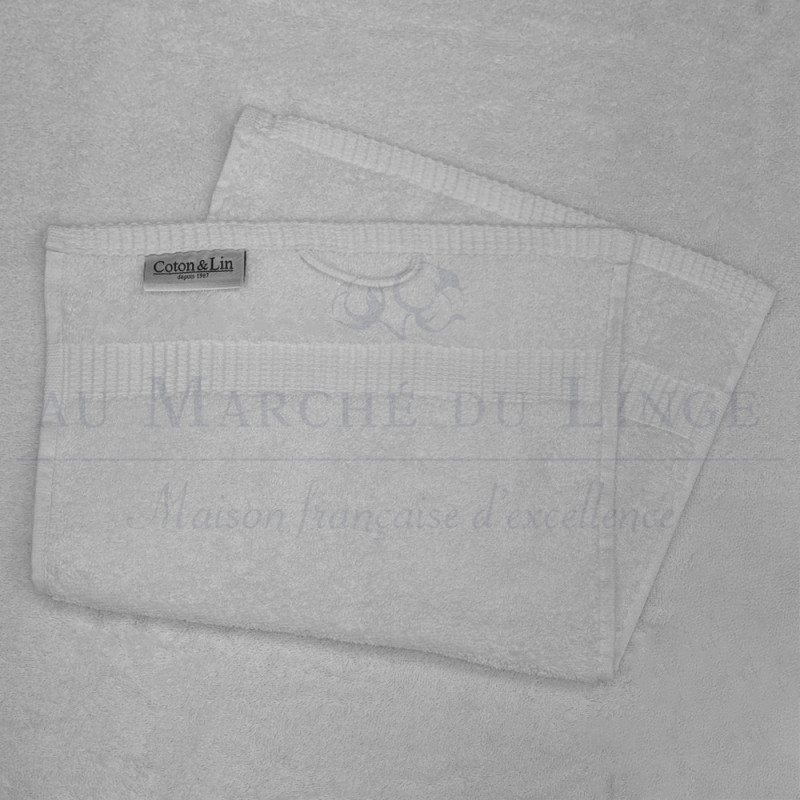 Coton&Lin
depuis 1967
AU MARCHÉ DU LINGE
Maison française d'excellence